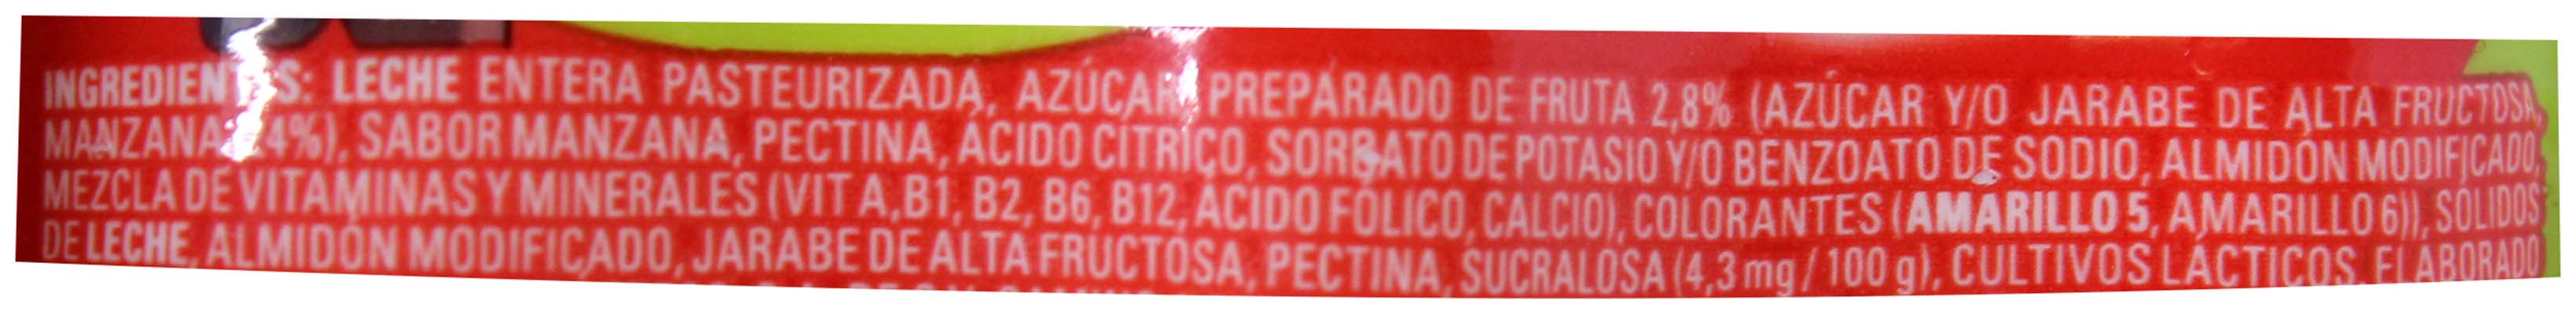 INGREDIENTES: LECHE ENTERA PASTEURIZADA, AZÚCAR, PREPARADO DE FRUTA 2,8% (AZÚCAR Y/O JARABE DE ALTA FRUCTOSA,
MANZANA 4%), SABOR MANZANA, PECTINA, ÁCIDO CÍTRICO, SORBATO DE POTASIO Y/O BENZOATO DE SODIO, ALMIDÓN MODIFICADO,
MEZCLA DE VITAMINAS Y MINERALES (VIT A, B1, B2, B6, B12, ÁCIDO FÓLICO, CALCIO), COLORANTES (AMARILLO 5, AMARILLO 6)), SÓLIDOS
DE LECHE, ALMIDÓN MODIFICADO, JARABE DE ALTA FRUCTOSA, PECTINA, SUCRALOSA (4,3 mg / 100 g), CULTIVOS LÁCTICOS. ELABORADO